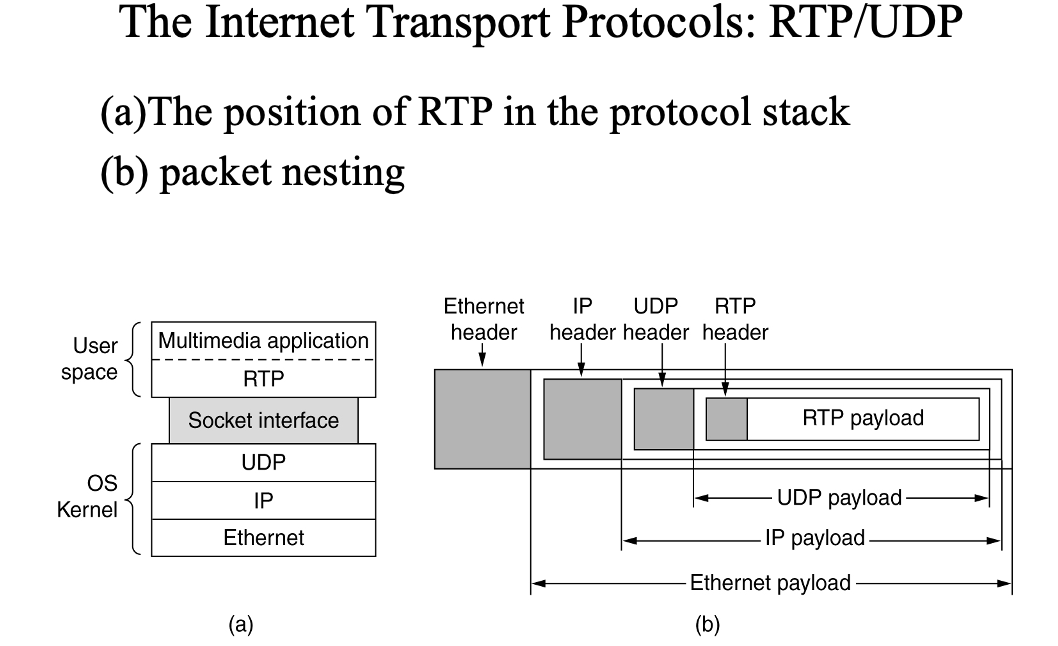 The Internet Transport Protocols: RTP/UDP
(a)The position of RTP in the protocol stack
(b) packet nesting
User
space
Multimedia application
RTP
Socket interface
OS
Kernel
UDP
IP
Ethernet
(a)
Ethernet
header
IP
header
UDP
header
RTP
header
RTP payload
UDP payload
IP payload
Ethernet payload
(b)